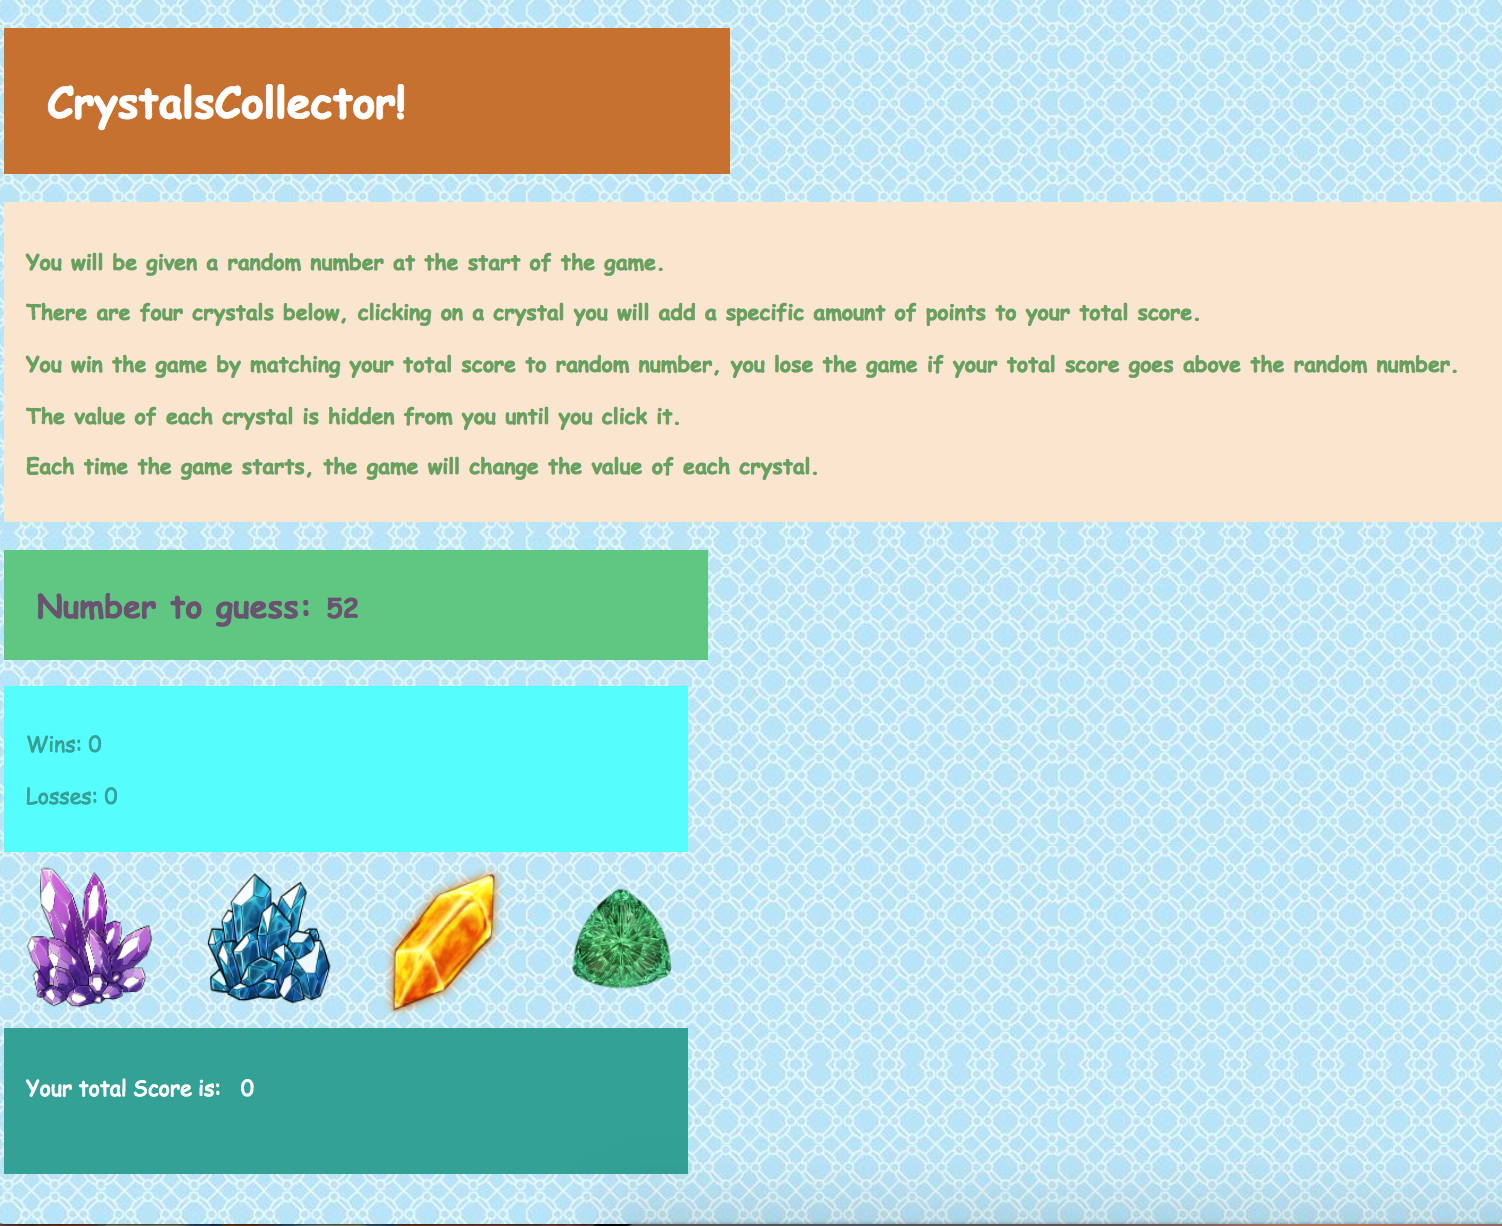 CrystalsCollector!
You will be given a random number at the start of the game.
There are four crystals below, clicking on a crystal you will add a specific amount of points to your total score.
You win the game by matching your total score to random number, you lose the game if your total score goes above the random number.
The value of each crystal is hidden from you until you click it.
Each time the game starts, the game will change the value of each crystal.
Number to guess: 52
Wins: 0
Losses: 0
Your total Score is: 0